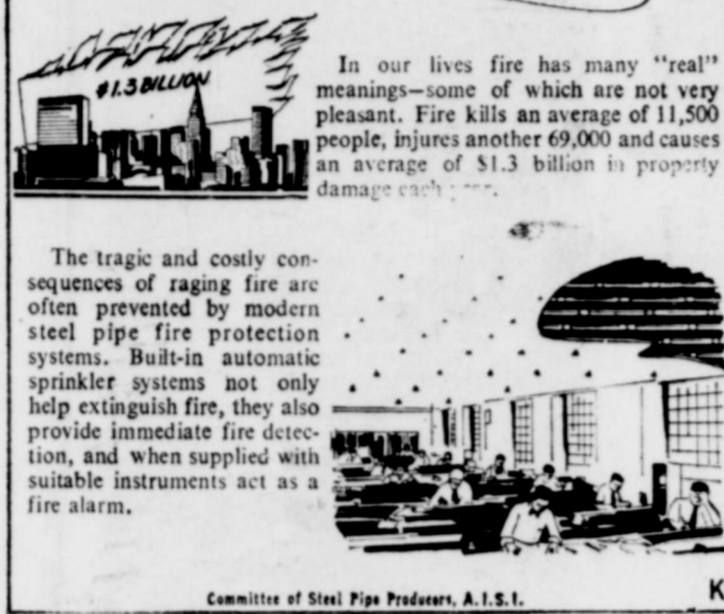 $1.3 BILLION
In our lives fire has many "real"
meanings—some of which are not very
pleasant. Fire kills an average of 11,500
people, injures another 69,000 and causes
an average of $1.3 billion in property
damage each
The tragic and costly con-
sequences of raging fire are
often prevented by modern
steel pipe fire protection
systems. Built-in automatic
sprinkler systems not only
help extinguish fire, they also
provide immediate fire detec-
tion, and when supplied with
suitable instruments act as a
fire alarm.
Committee of Steel Pipe Producers, A.I.S.I.
K